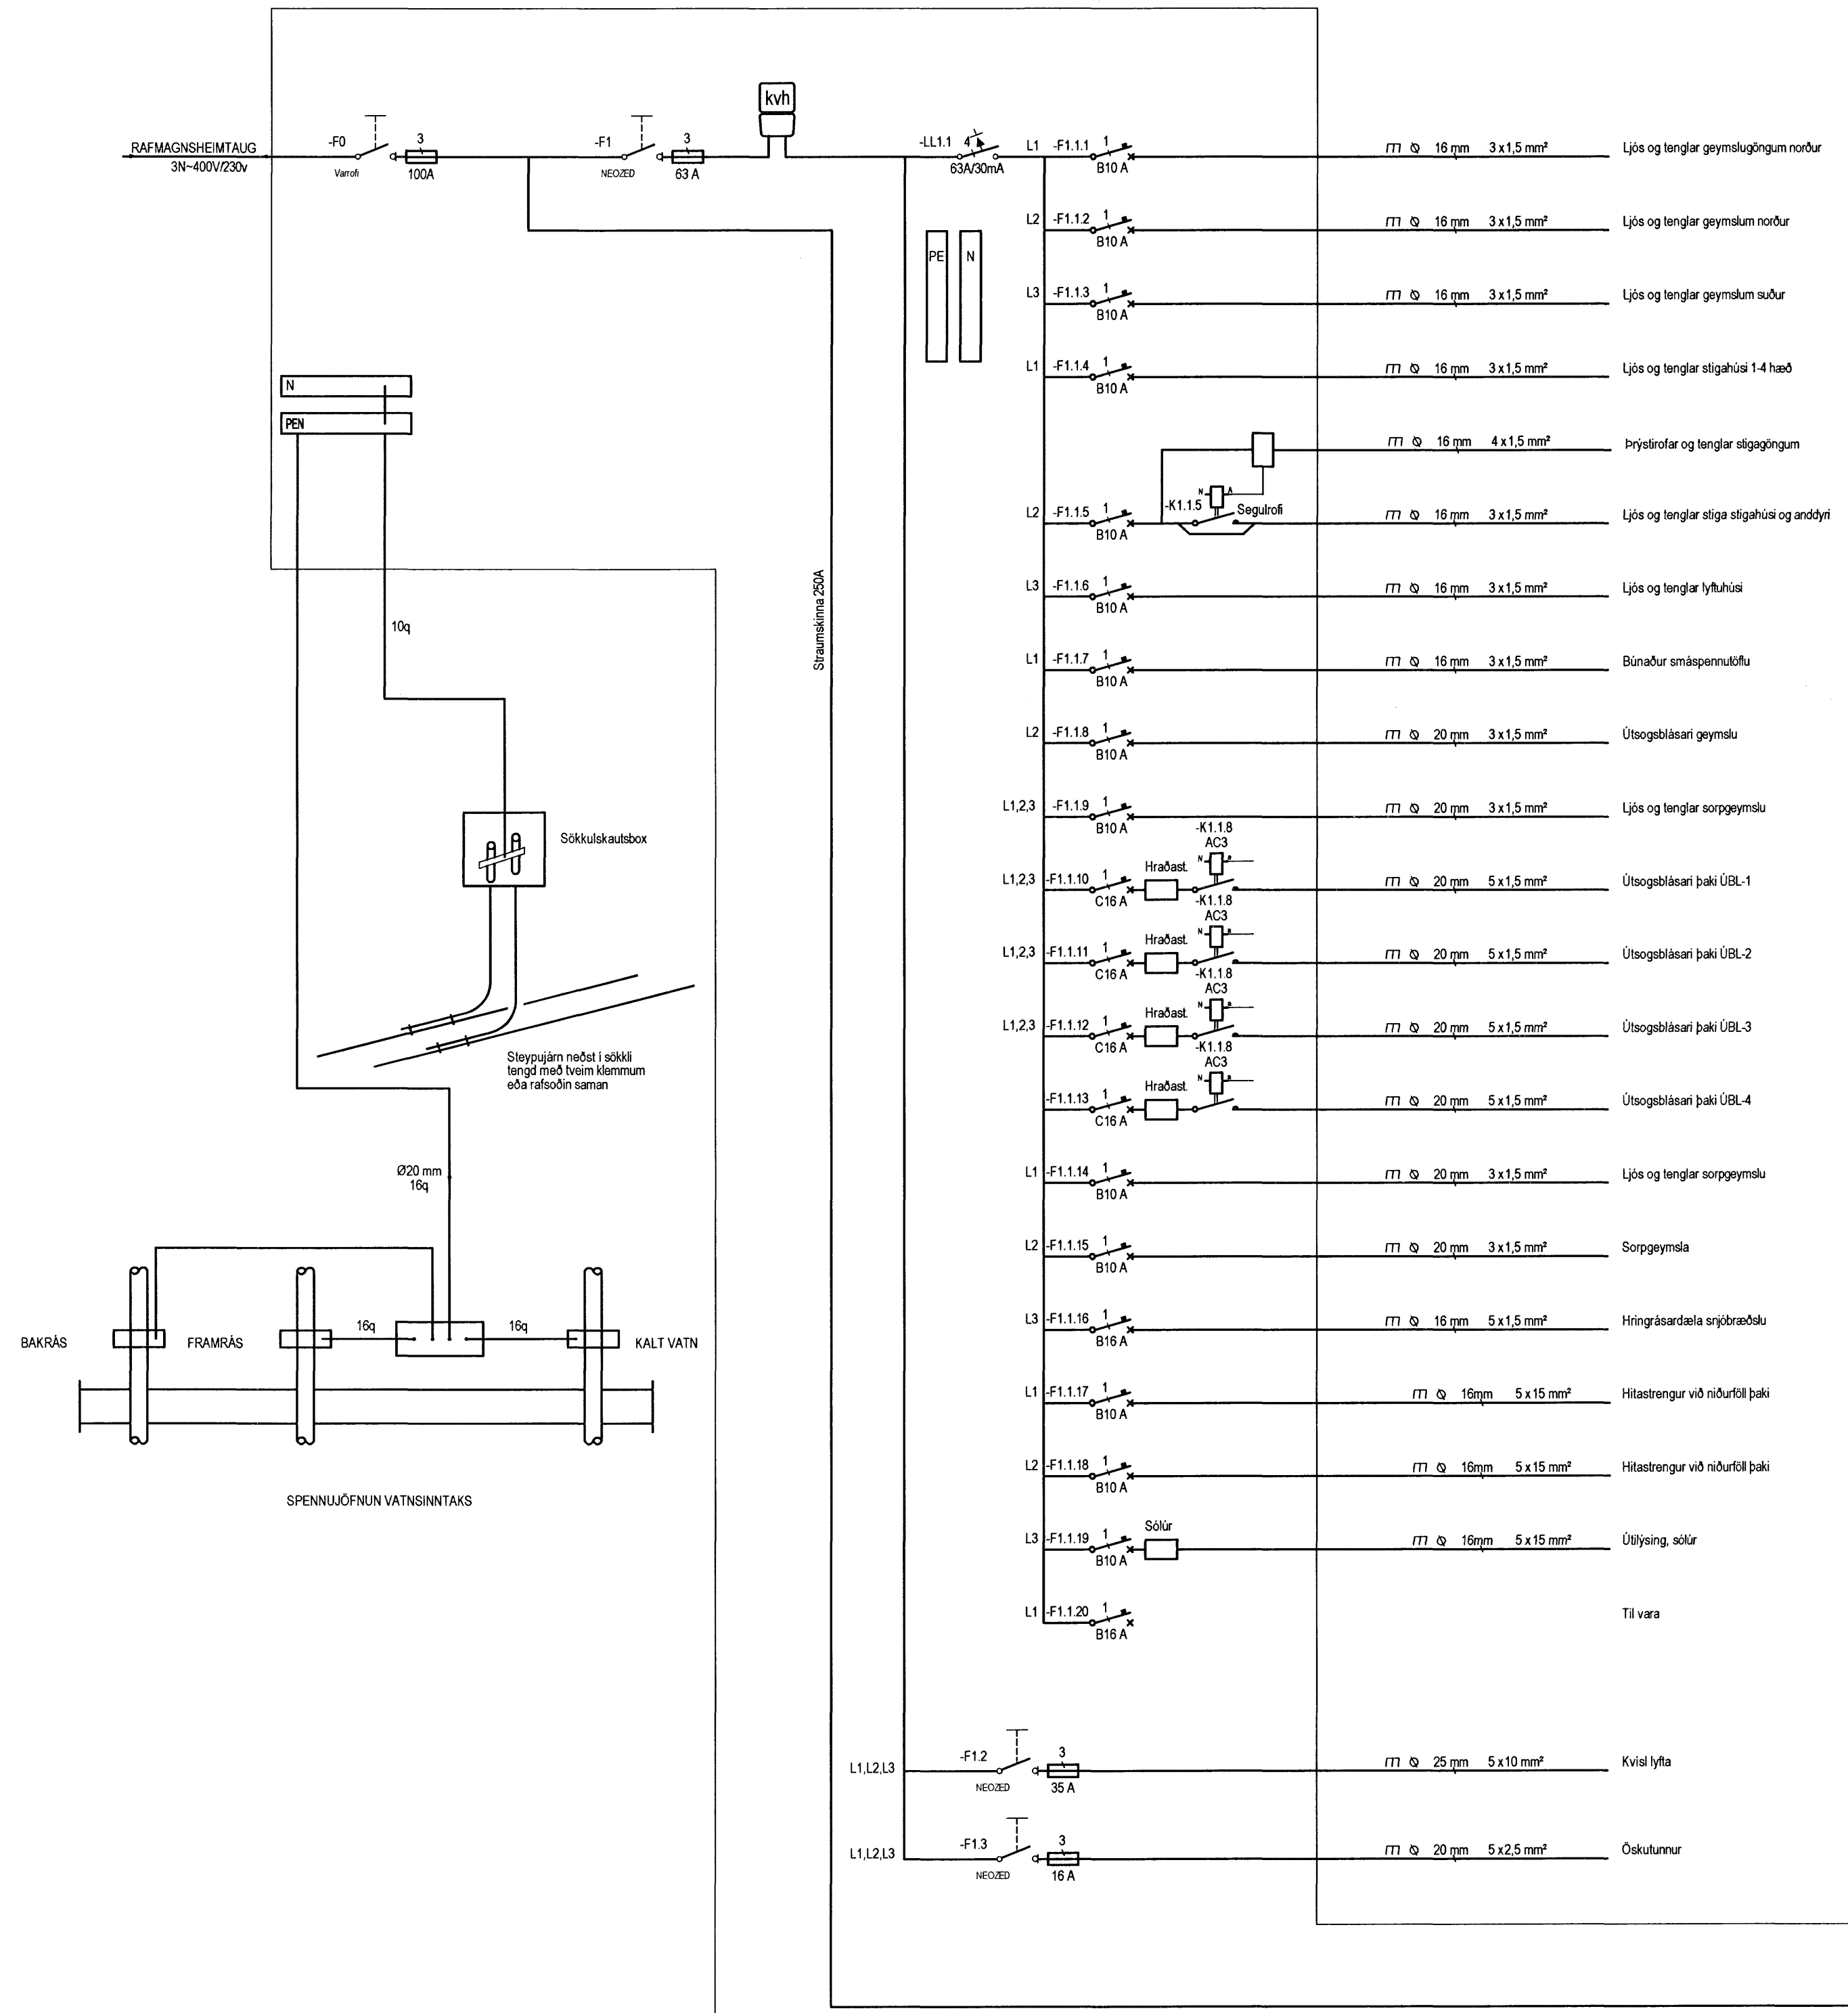 RAFMAGNSHEIMTAUG
3N~400V/230v
-F0
Varrofi
3
100A
-F1
NEOZED
3
63 A
kvh
-LL1.1
4
63A/30mA
PE
N
N
PEN
10q
Straumskinna 250A
Sökkulskautsbox
Steypujárn neðst í sökkli
tengd með tveim klemmum
eða rafsoðin saman
Ø20 mm
16q
16q
16q
BAKRÁS
FRAMRÁS
KALT VATN
SPENNUJÖFNUN VATNSINNTAKS
L1 -F1.1.1 1 B10 A 16 mm 3 x 1,5 mm² Ljós og tenglar geymslugöngum norður
L2 -F1.1.2 1 B10 A 16 mm 3 x 1,5 mm² Ljós og tenglar geymslum norður
L3 -F1.1.3 1 B10 A 16 mm 3 x 1,5 mm² Ljós og tenglar geymslum suður
L1 -F1.1.4 1 B10 A 16 mm 3 x 1,5 mm² Ljós og tenglar stigahúsi 1-4 hæð
16 mm 4 x 1,5 mm² Þrýstirofar og tenglar stigagöngum
N A
-K1.1.5 Segulrofi
L2 -F1.1.5 1 B10 A 16 mm 3 x 1,5 mm² Ljós og tenglar stiga stigahúsi og anddyri
L3 -F1.1.6 1 B10 A 16 mm 3 x 1,5 mm² Ljós og tenglar lyftuhúsi
L1 -F1.1.7 1 B10 A 16 mm 3 x 1,5 mm² Búnaður smáspennutöflu
L2 -F1.1.8 1 B10 A 20 mm 3 x 1,5 mm² Útsogsblásari geymslu
L1,2,3 -F1.1.9 1 B10 A 20 mm 3 x 1,5 mm² Ljós og tenglar sorpgeymslu
-K1.1.8
AC3
L1,2,3 -F1.1.10 1 C16 A Hraðast. N 20 mm 5 x 1,5 mm² Útsogsblásari þaki ÚBL-1
-K1.1.8
AC3
L1,2,3 -F1.1.11 1 C16 A Hraðast. N 20 mm 5 x 1,5 mm² Útsogsblásari þaki ÚBL-2
-K1.1.8
AC3
L1,2,3 -F1.1.12 1 C16 A Hraðast. N 20 mm 5 x 1,5 mm² Útsogsblásari þaki ÚBL-3
-K1.1.8
AC3
-F1.1.13 1 C16 A Hraðast. N 20 mm 5 x 1,5 mm² Útsogsblásari þaki ÚBL-4
L1 -F1.1.14 1 B10 A 20 mm 3 x 1,5 mm² Ljós og tenglar sorpgeymslu
L2 -F1.1.15 1 B10 A 20 mm 3 x 1,5 mm² Sorpgeymsla
L3 -F1.1.16 1 B16 A 16 mm 5 x 1,5 mm² Hringrásardæla snjóbræðslu
L1 -F1.1.17 1 B10 A 16mm 5 x 15 mm² Hitastrengur við niðurföll þaki
L2 -F1.1.18 1 B10 A 16mm 5 x 15 mm² Hitastrengur við niðurföll þaki
L3 -F1.1.19 1 B10 A Sólúr 16mm 5 x 15 mm² Útilýsing, sólúr
L1 -F1.1.20 1 B16 A Til vara
L1,L2,L3 -F1.2 NEOZED 3 35 A 25 mm 5 x 10 mm² Kvísl lyfta
L1,L2,L3 -F1.3 NEOZED 3 16 A 20 mm 5 x 2,5 mm² Öskutunnur